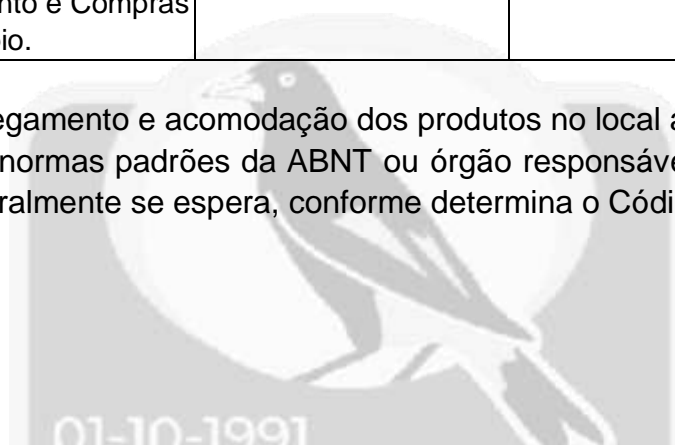 nto e Compras
io.
egamento e acomodação dos produtos no local a
normas padrões da ABNT ou órgão responsáve
ralmente se espera, conforme determina o Códi
01-10-1991